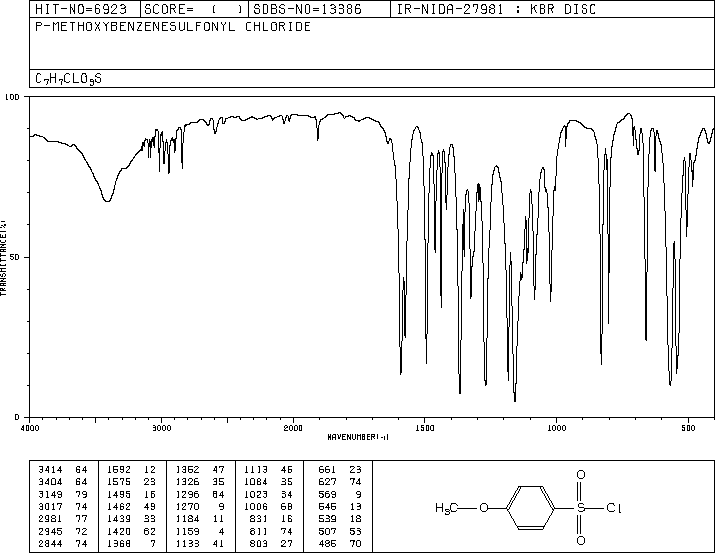 HIT-NO=6923 SCORE= ( ) SDBS-NO=13386 IR-NIDA-27981 : KBR DISC
P-METHOXYBENZENESULFONYL CHLORIDE
C₇H₇CLO₃S
100
50
0
TRANSMITTANCE(%)
4000 3000 2000 1500 1000 500
WAVENUMBER(-1)
3414 64 1592 12 1352 47 1113 46 661 23
3404 64 1575 23 1326 35 1084 35 627 74
3149 79 1495 16 1296 64 1023 34 569 9
3017 74 1462 49 1270 9 1006 68 545 13
2981 77 1439 33 1184 11 831 16 539 18
2945 72 1420 62 1159 4 811 74 507 53
2844 74 1368 7 1133 41 803 27 486 70
O
H₃C O S Cl
O